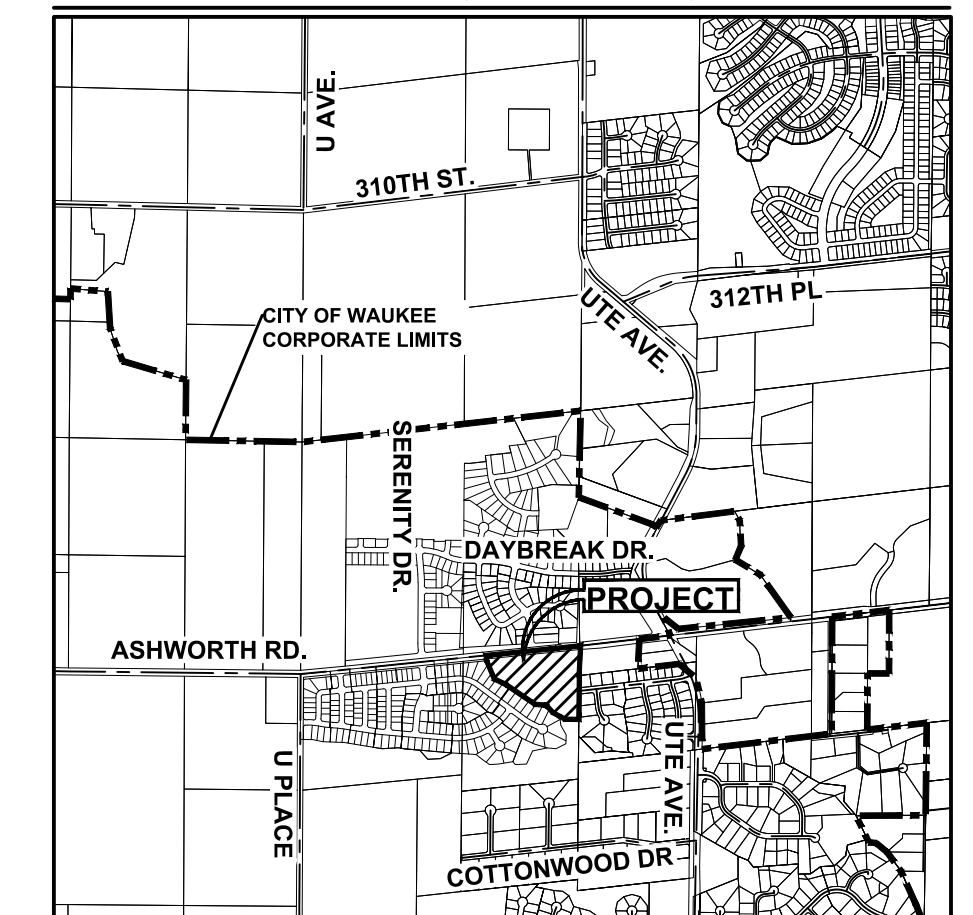 U AVE.
310TH ST.
312TH PL
UTE AVE.
CITY OF WAUKEE
CORPORATE LIMITS
SERENITY DR.
DAYBREAK DR.
PROJECT
ASHWORTH RD.
U PLACE
UTE AVE.
COTTONWOOD DR